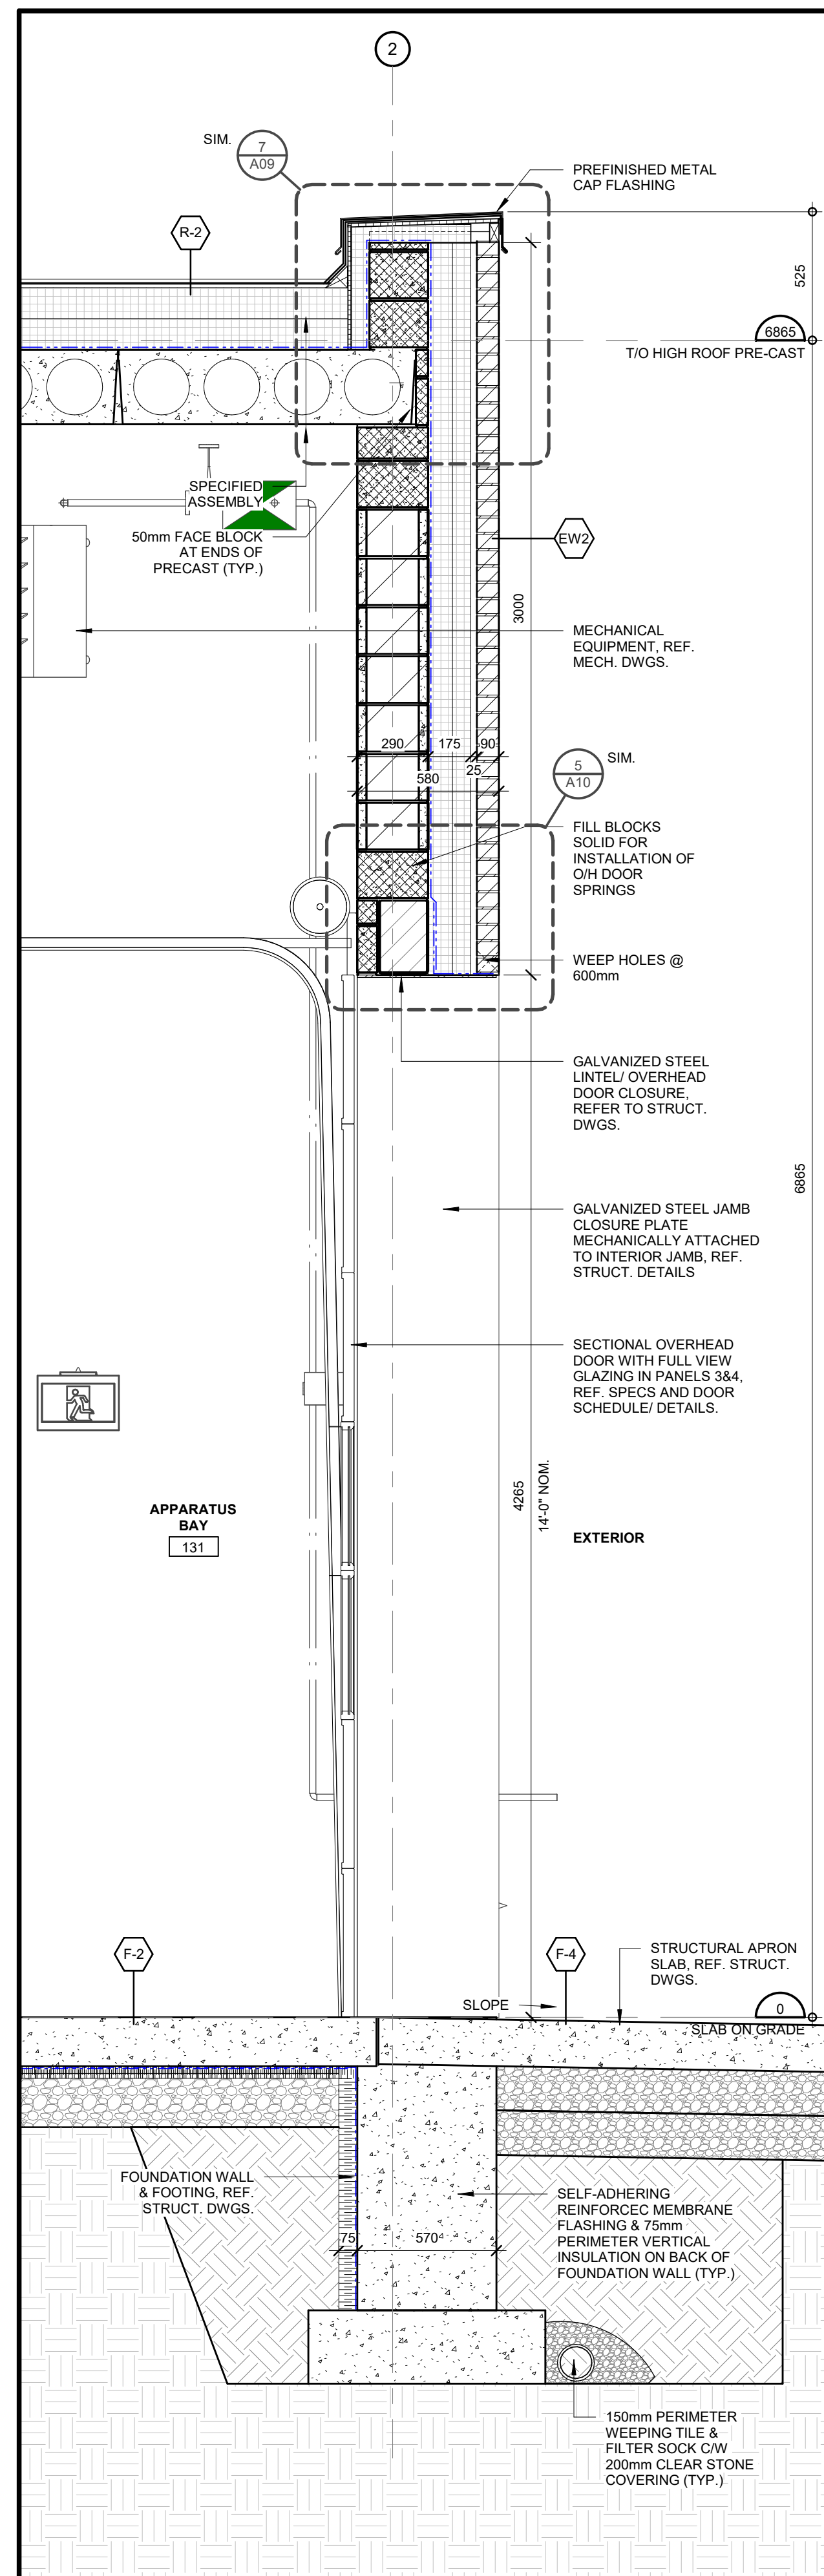 2
SIM.
7
A09
PREFINISHED METAL
CAP FLASHING
R-2
525
6865
T/O HIGH ROOF PRE-CAST
SPECIFIED
ASSEMBLY
50mm FACE BLOCK
AT ENDS OF
PRECAST (TYP.)
EW2
3000
MECHANICAL
EQUIPMENT, REF.
MECH. DWGS.
290
175
90
25
580
5
A10
SIM.
FILL BLOCKS
SOLID FOR
INSTALLATION OF
O/H DOOR
SPRINGS
WEEP HOLES @
600mm
GALVANIZED STEEL
LINTEL/ OVERHEAD
DOOR CLOSURE,
REFER TO STRUCT.
DWGS.
6865
GALVANIZED STEEL JAMB
CLOSURE PLATE
MECHANICALLY ATTACHED
TO INTERIOR JAMB, REF.
STRUCT. DETAILS
SECTIONAL OVERHEAD
DOOR WITH FULL VIEW
GLAZING IN PANELS 3&4,
REF. SPECS AND DOOR
SCHEDULE/ DETAILS.
4265
14'-0" NOM.
APPARATUS
BAY
131
EXTERIOR
F-2
F-4
STRUCTURAL APRON
SLAB, REF. STRUCT.
DWGS.
SLOPE
0
SLAB ON GRADE
FOUNDATION WALL
& FOOTING, REF.
STRUCT. DWGS.
SELF-ADHERING
REINFORCEC MEMBRANE
FLASHING & 75mm
PERIMETER VERTICAL
INSULATION ON BACK OF
FOUNDATION WALL (TYP.)
75
570
150mm PERIMETER
WEEPING TILE &
FILTER SOCK C/W
200mm CLEAR STONE
COVERING (TYP.)